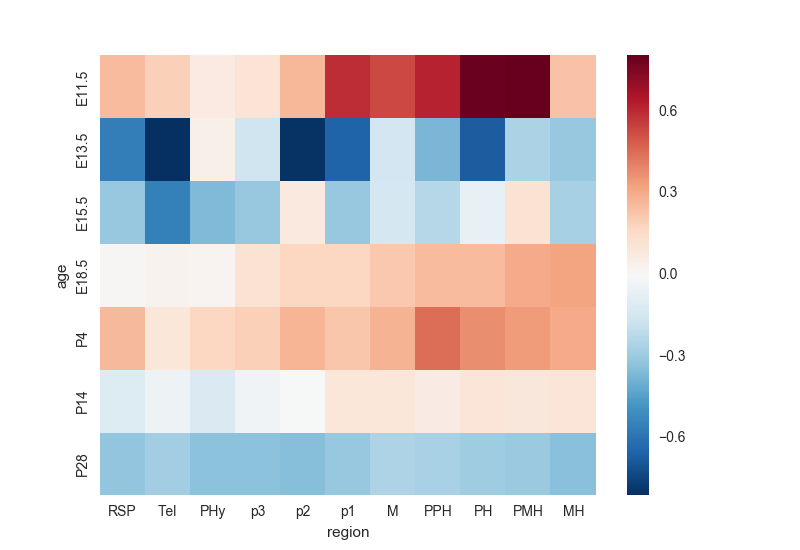 age
E11.5
E13.5
E15.5
E18.5
P4
P14
P28
RSP Tel PHy p3 p2 p1 M PPH PH PMH MH
region
0.6
0.3
0.0
−0.3
−0.6